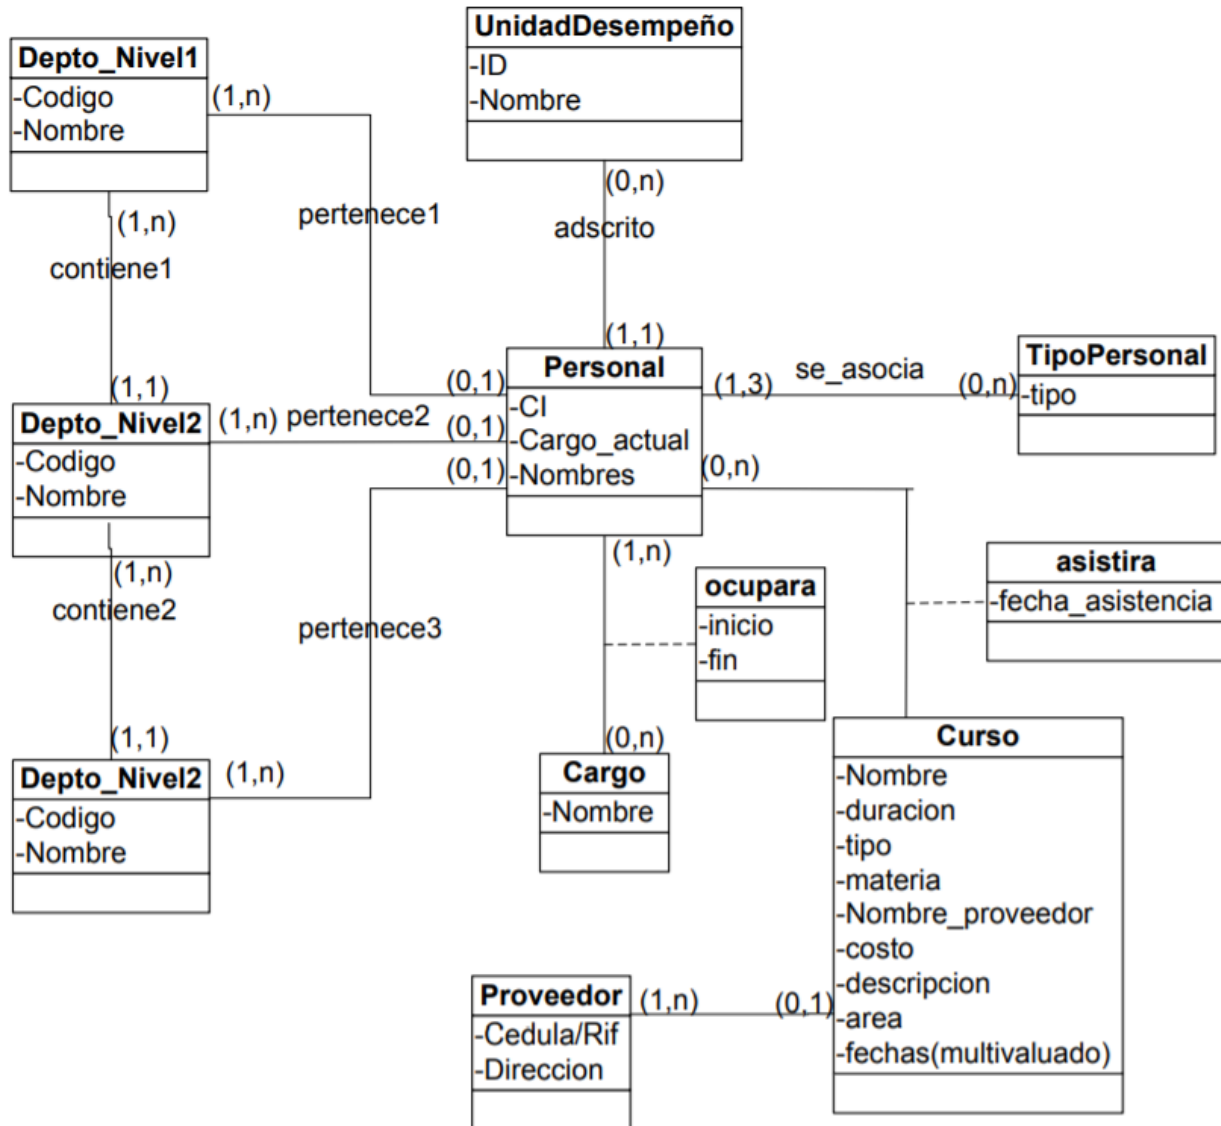 Depto_Nivel1
-Codigo
-Nombre
(1,n)
(1,n)
contiene1
pertenece1
UnidadDesempeño
-ID
-Nombre
(0,n)
adscrito
(1,1)
(1,1)
Depto_Nivel2
-Codigo
-Nombre
(1,n)
pertenece2
(0,1)
(0,1)
(0,1)
Personal
-CI
-Cargo_actual
-Nombres
(1,3)
se_asocia
(0,n)
TipoPersonal
-tipo
(0,n)
(1,n)
contiene2
pertenece3
(1,n)
ocupara
-inicio
-fin
asistira
-fecha_asistencia
(1,1)
Depto_Nivel2
-Codigo
-Nombre
(1,n)
(0,n)
Cargo
-Nombre
Curso
-Nombre
-duracion
-tipo
-materia
-Nombre_proveedor
-costo
-descripcion
-area
-fechas(multivaluado)
Proveedor
-Cedula/Rif
-Direccion
(1,n)
(0,1)